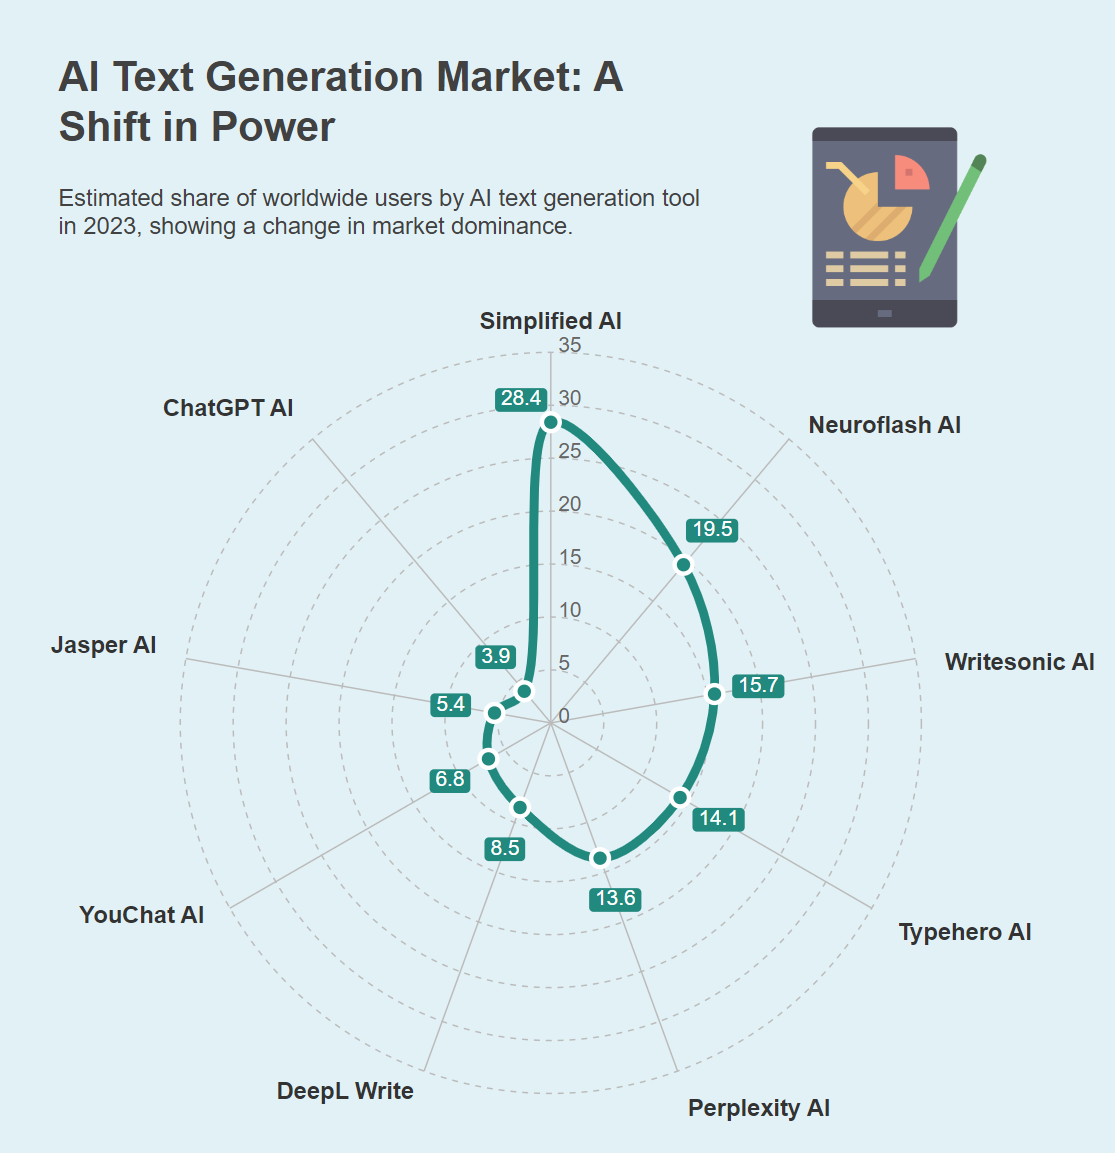 AI Text Generation Market: A
Shift in Power
Estimated share of worldwide users by AI text generation tool
in 2023, showing a change in market dominance.
Simplified AI
35
28.4
30
ChatGPT AI
Neuroflash AI
25
20
19.5
15
10
Jasper AI
3.9
5
Writesonic AI
5.4
15.7
0
6.8
14.1
8.5
13.6
YouChat AI
Typehero AI
DeepL Write
Perplexity AI